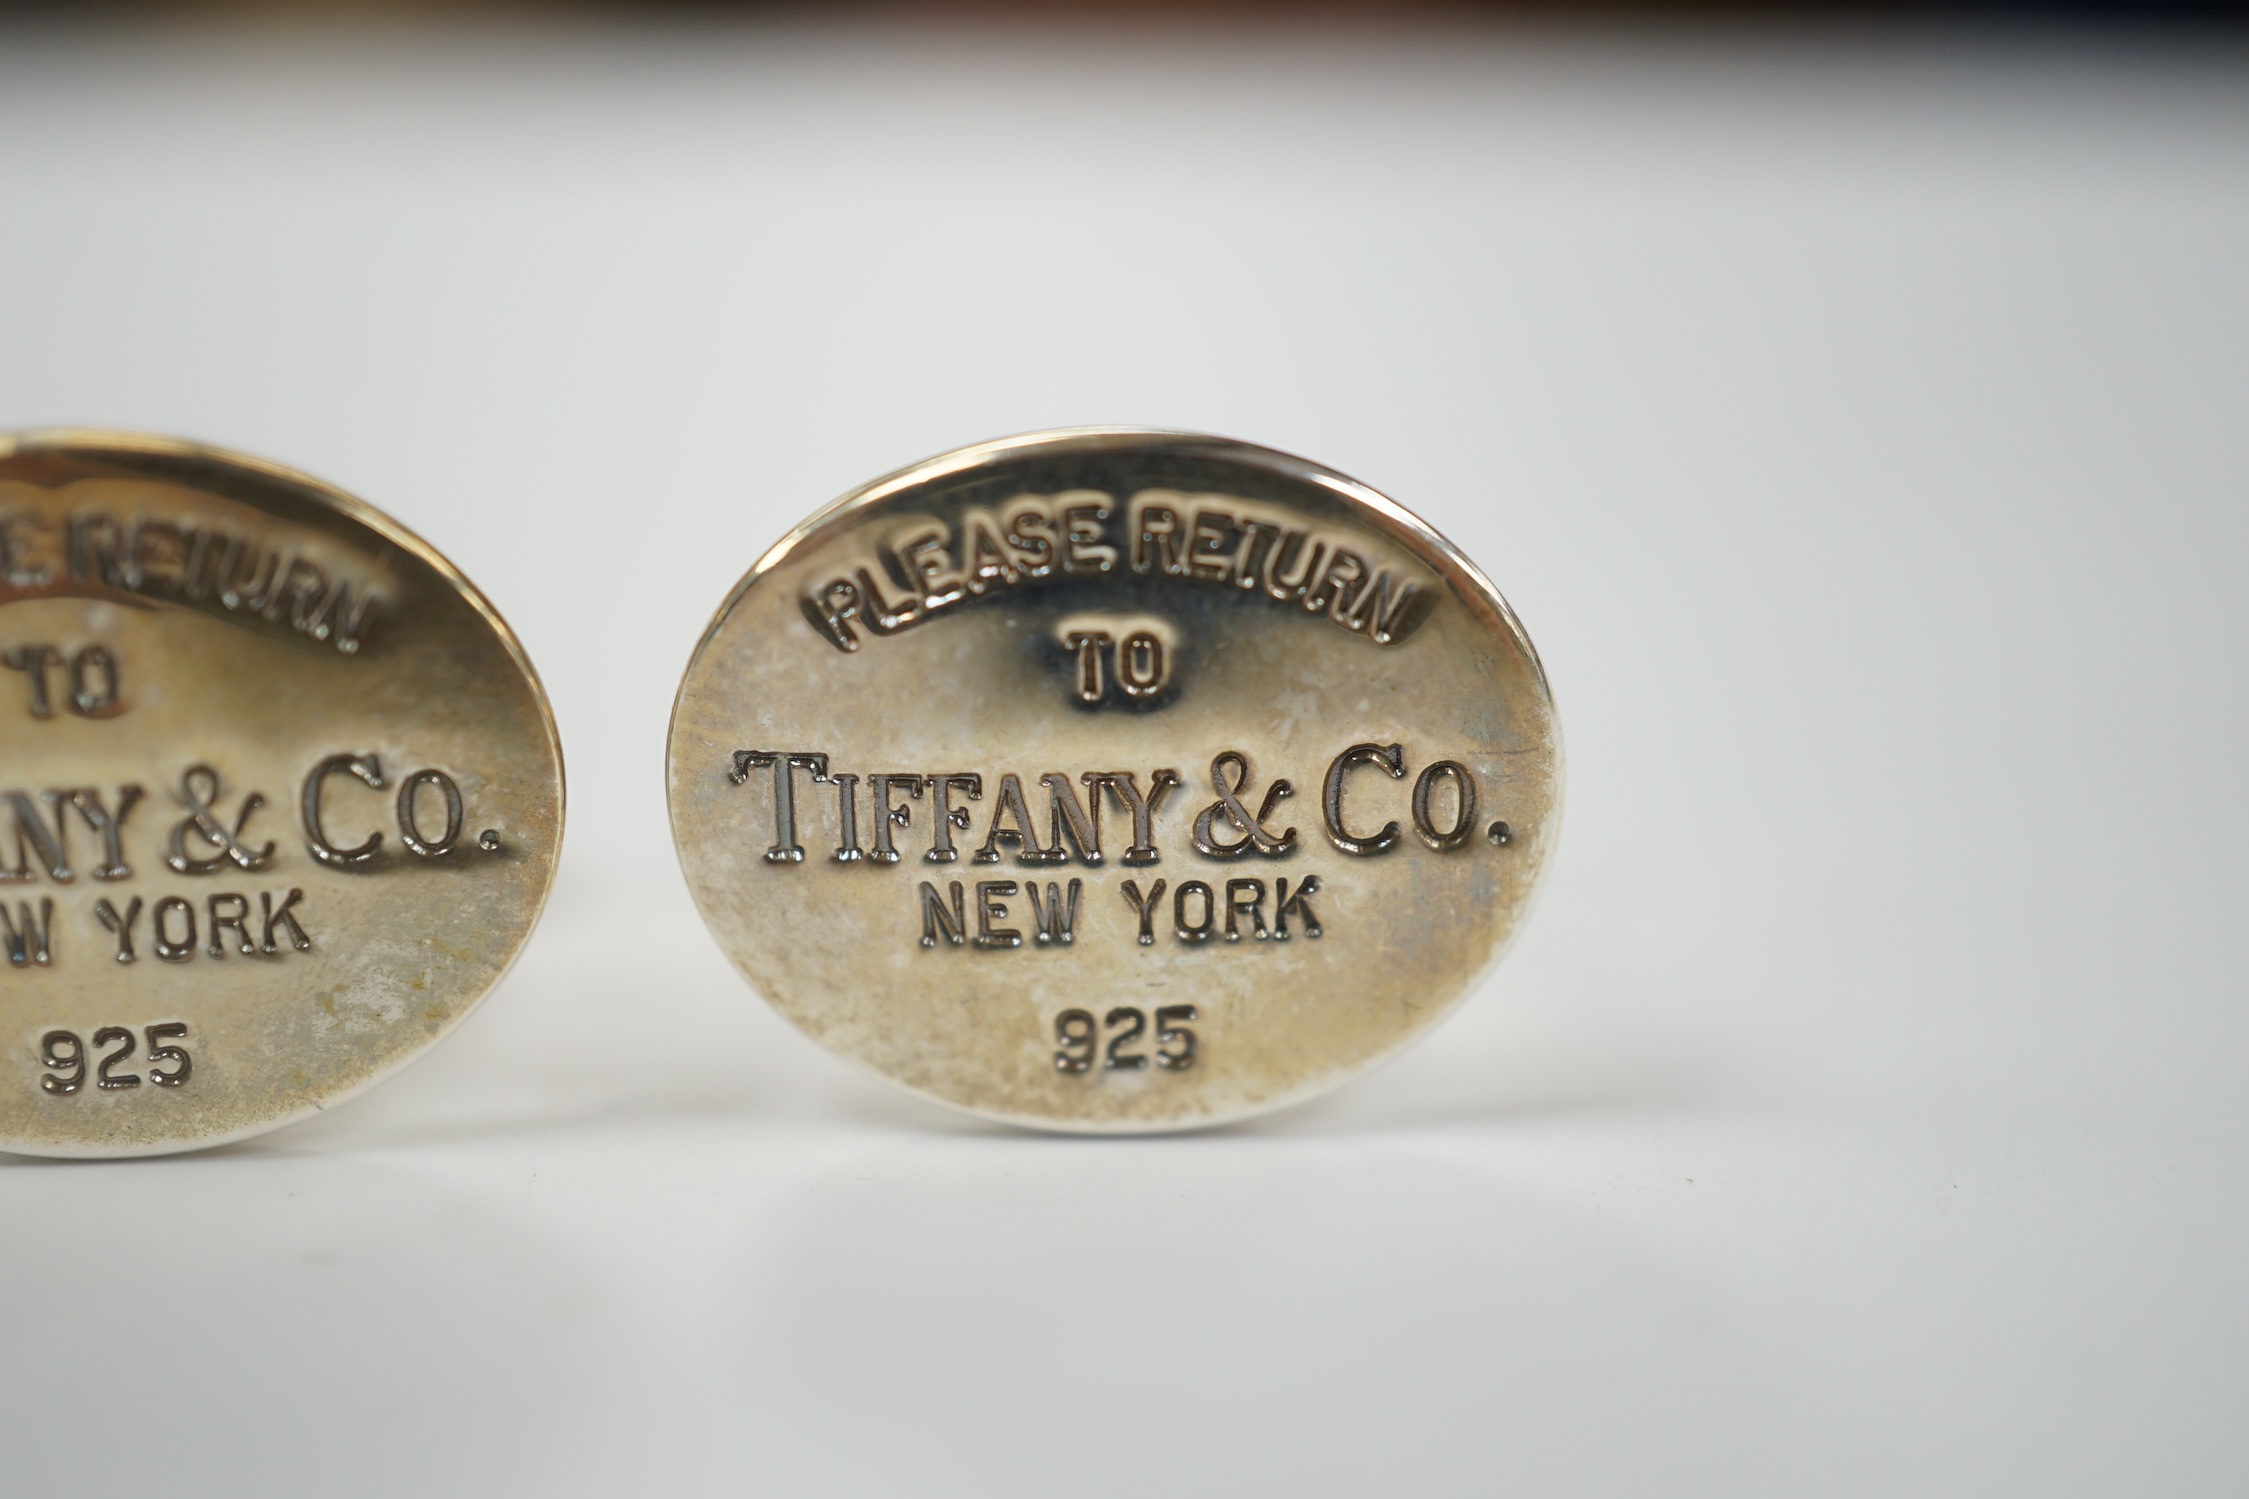 E RETURN
TO
NY & Co.
W YORK
925
PLEASE RETURN
TO
TIFFANY & Co.
NEW YORK
925